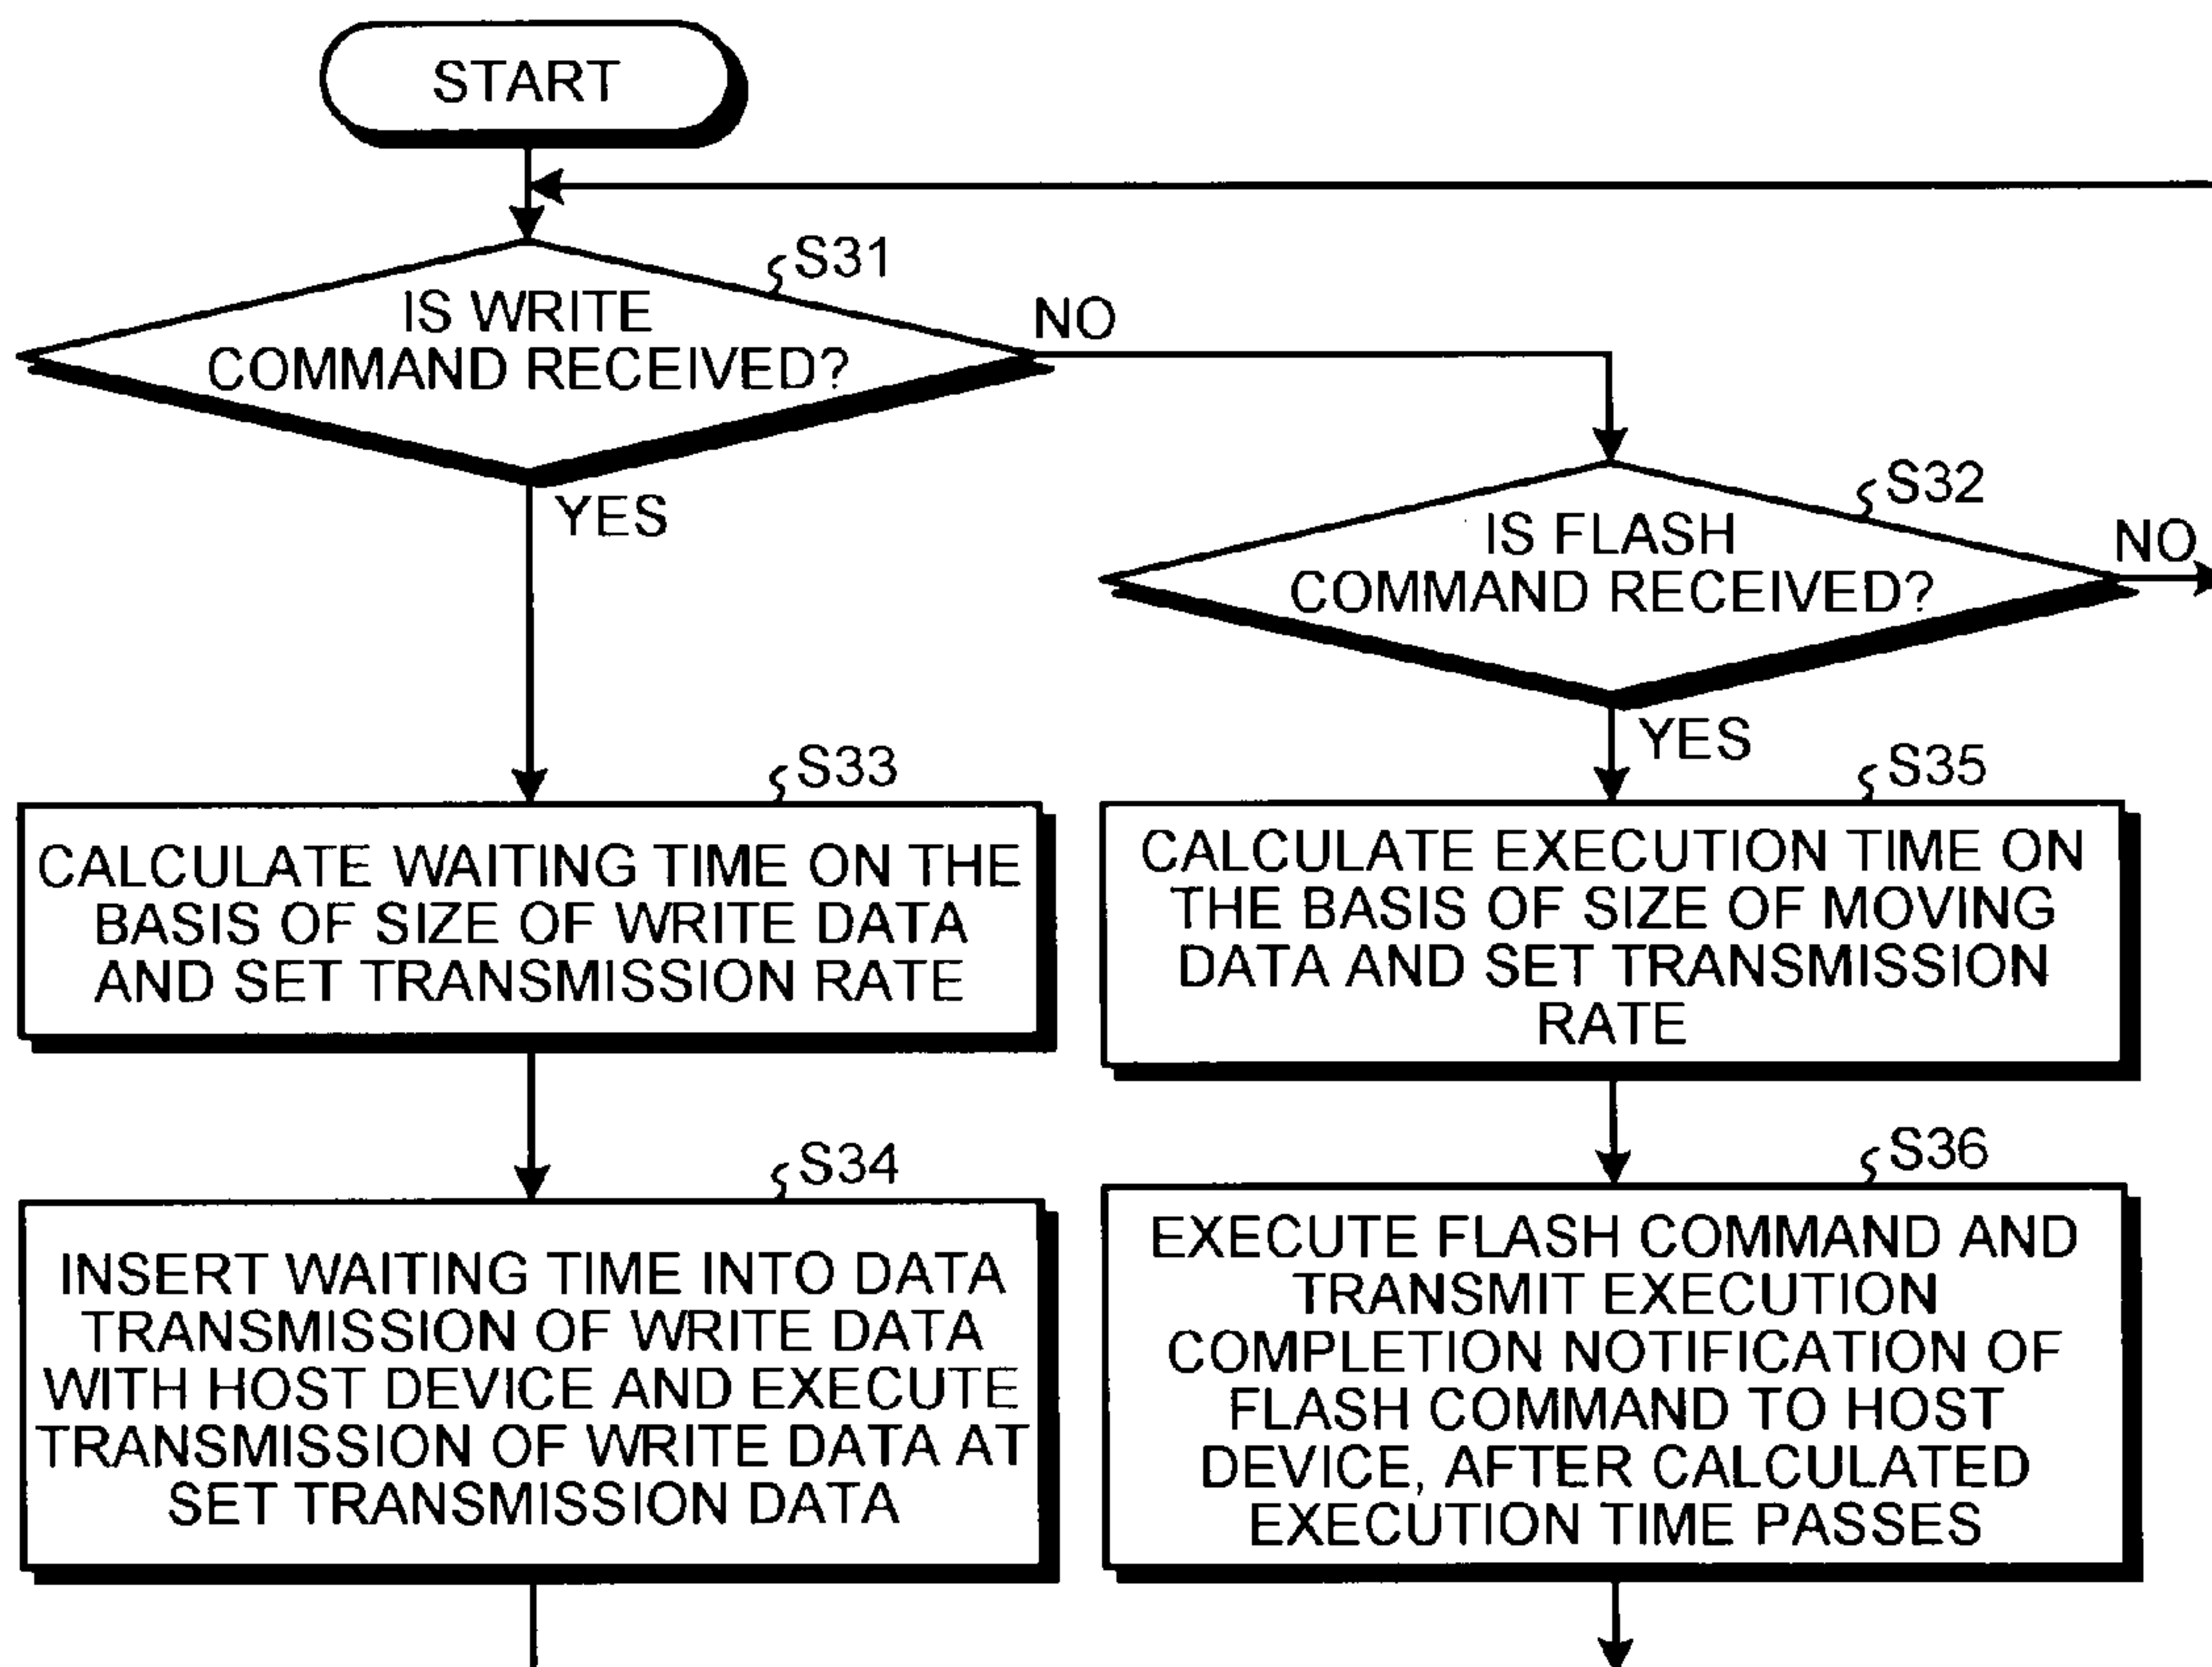 START
S31
IS WRITE
COMMAND RECEIVED?
NO
YES
S32
IS FLASH
COMMAND RECEIVED?
NO
YES
S33
CALCULATE WAITING TIME ON THE
BASIS OF SIZE OF WRITE DATA
AND SET TRANSMISSION RATE
S35
CALCULATE EXECUTION TIME ON
THE BASIS OF SIZE OF MOVING
DATA AND SET TRANSMISSION
RATE
S34
INSERT WAITING TIME INTO DATA
TRANSMISSION OF WRITE DATA
WITH HOST DEVICE AND EXECUTE
TRANSMISSION OF WRITE DATA AT
SET TRANSMISSION DATA
S36
EXECUTE FLASH COMMAND AND
TRANSMIT EXECUTION
COMPLETION NOTIFICATION OF
FLASH COMMAND TO HOST
DEVICE, AFTER CALCULATED
EXECUTION TIME PASSES